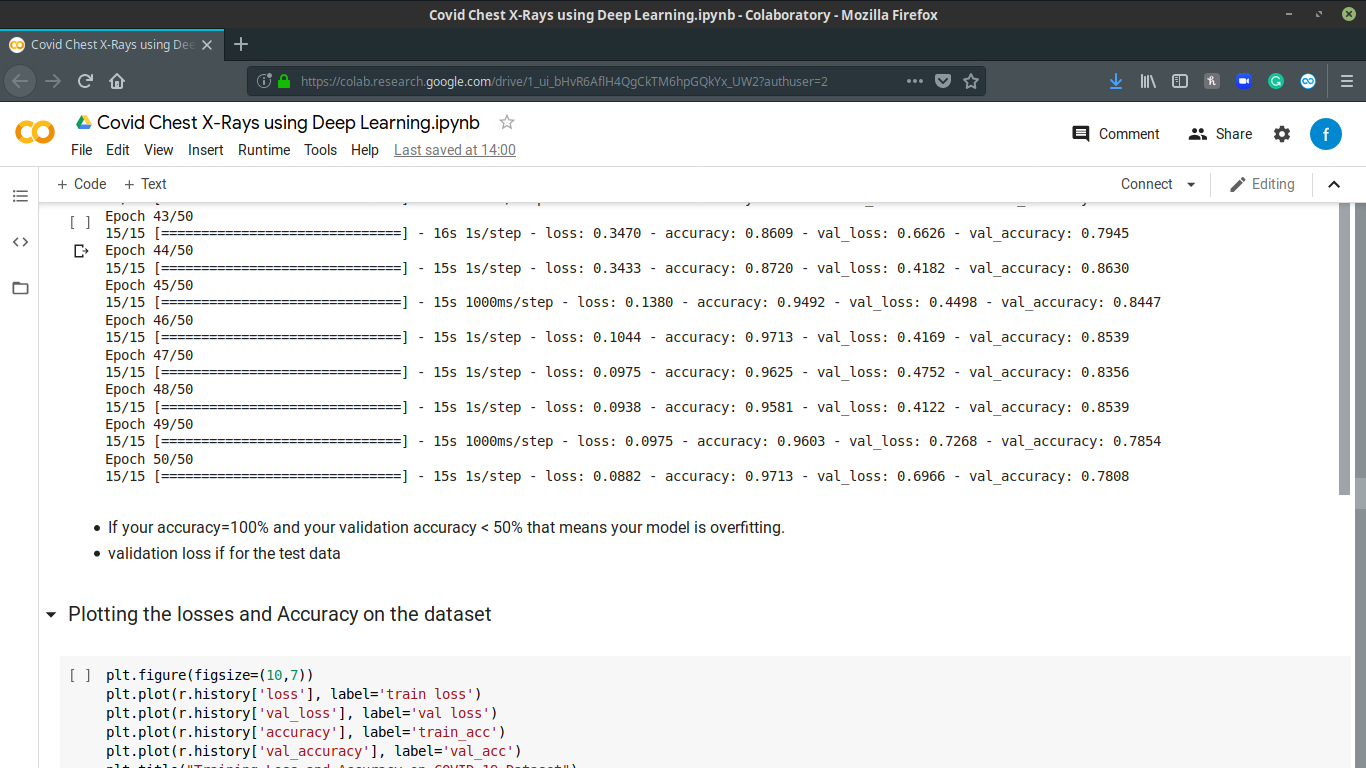 Covid Chest X-Rays using Deep Learning.ipynb - Colaboratory - Mozilla Firefox
Covid Chest X-Rays using Dee
https://colab.research.google.com/drive/1_ui_bHvR6AflH4QgCkTM6hpGQkYx_UW2?authuser=2
Covid Chest X-Rays using Deep Learning.ipynb
File Edit View Insert Runtime Tools Help Last saved at 14:00
Comment Share f
+ Code + Text Connect Editing
[ ]
Epoch 43/50
15/15 [==============================] - 16s 1s/step - loss: 0.3470 - accuracy: 0.8609 - val_loss: 0.6626 - val_accuracy: 0.7945
Epoch 44/50
15/15 [==============================] - 15s 1s/step - loss: 0.3433 - accuracy: 0.8720 - val_loss: 0.4182 - val_accuracy: 0.8630
Epoch 45/50
15/15 [==============================] - 15s 1000ms/step - loss: 0.1380 - accuracy: 0.9492 - val_loss: 0.4498 - val_accuracy: 0.8447
Epoch 46/50
15/15 [==============================] - 15s 1s/step - loss: 0.1044 - accuracy: 0.9713 - val_loss: 0.4169 - val_accuracy: 0.8539
Epoch 47/50
15/15 [==============================] - 15s 1s/step - loss: 0.0975 - accuracy: 0.9625 - val_loss: 0.4752 - val_accuracy: 0.8356
Epoch 48/50
15/15 [==============================] - 15s 1s/step - loss: 0.0938 - accuracy: 0.9581 - val_loss: 0.4122 - val_accuracy: 0.8539
Epoch 49/50
15/15 [==============================] - 15s 1000ms/step - loss: 0.0975 - accuracy: 0.9603 - val_loss: 0.7268 - val_accuracy: 0.7854
Epoch 50/50
15/15 [==============================] - 15s 1s/step - loss: 0.0882 - accuracy: 0.9713 - val_loss: 0.6966 - val_accuracy: 0.7808
• If your accuracy=100% and your validation accuracy < 50% that means your model is overfitting.
• validation loss if for the test data
Plotting the losses and Accuracy on the dataset
[ ] plt.figure(figsize=(10,7))
plt.plot(r.history['loss'], label='train loss')
plt.plot(r.history['val_loss'], label='val loss')
plt.plot(r.history['accuracy'], label='train_acc')
plt.plot(r.history['val_accuracy'], label='val_acc')
plt.title("Training Loss and Accuracy on COVID-19 Dataset")